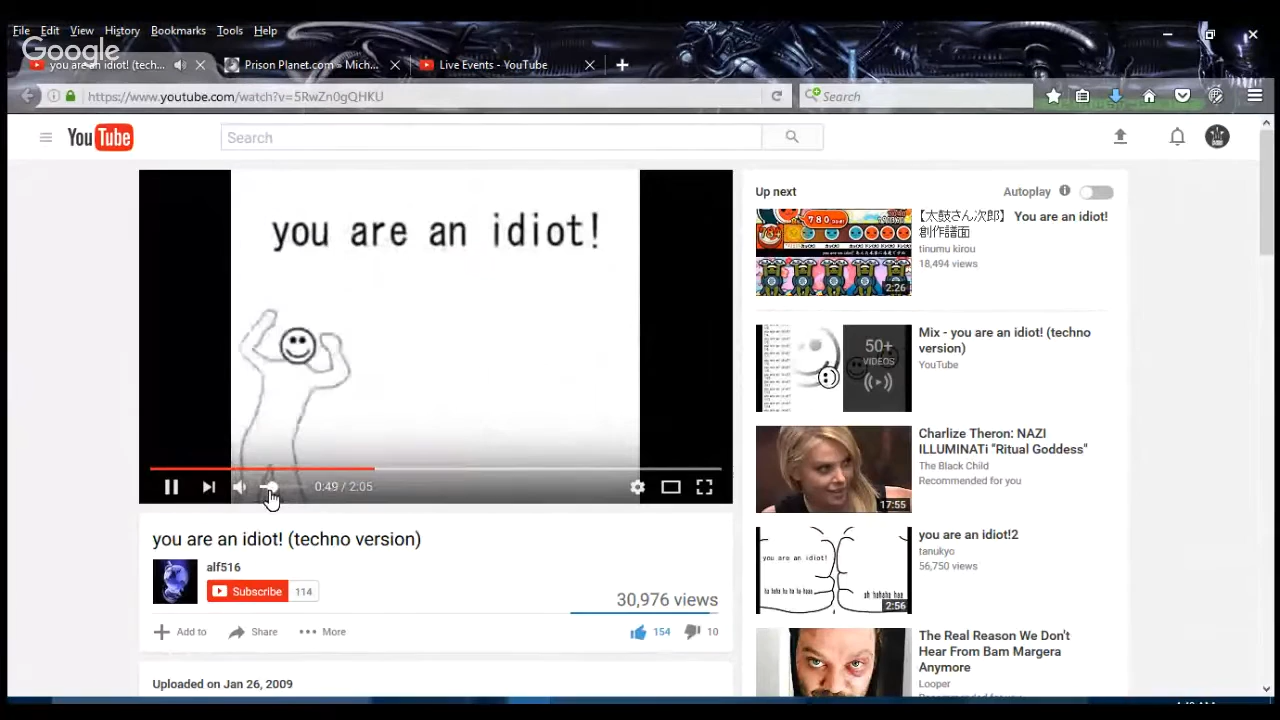 File Edit View History Bookmarks Tools Help
Google
you are an idiot! (tech...
Prison Planet.com » Mich...
Live Events - YouTube
https://www.youtube.com/watch?v=5RwZn0gQHKU
Search
YouTube
Search
you are an idiot!
0:49 / 2:05
you are an idiot! (techno version)
alf516
Subscribe 114
30,976 views
Add to Share More 154 10
Uploaded on Jan 26, 2009
Up next
Autoplay
780
2:26
【太鼓さん次郎】 You are an idiot!
創作譜面
tinumu kirou
18,494 views
50+
VIDEOS
Mix - you are an idiot! (techno
version)
YouTube
17:55
Charlize Theron: NAZI
ILLUMINATi "Ritual Goddess"
The Black Child
Recommended for you
you are an idiot!
2:56
you are an idiot!2
tanukyo
56,750 views
The Real Reason We Don't
Hear From Bam Margera
Anymore
Looper